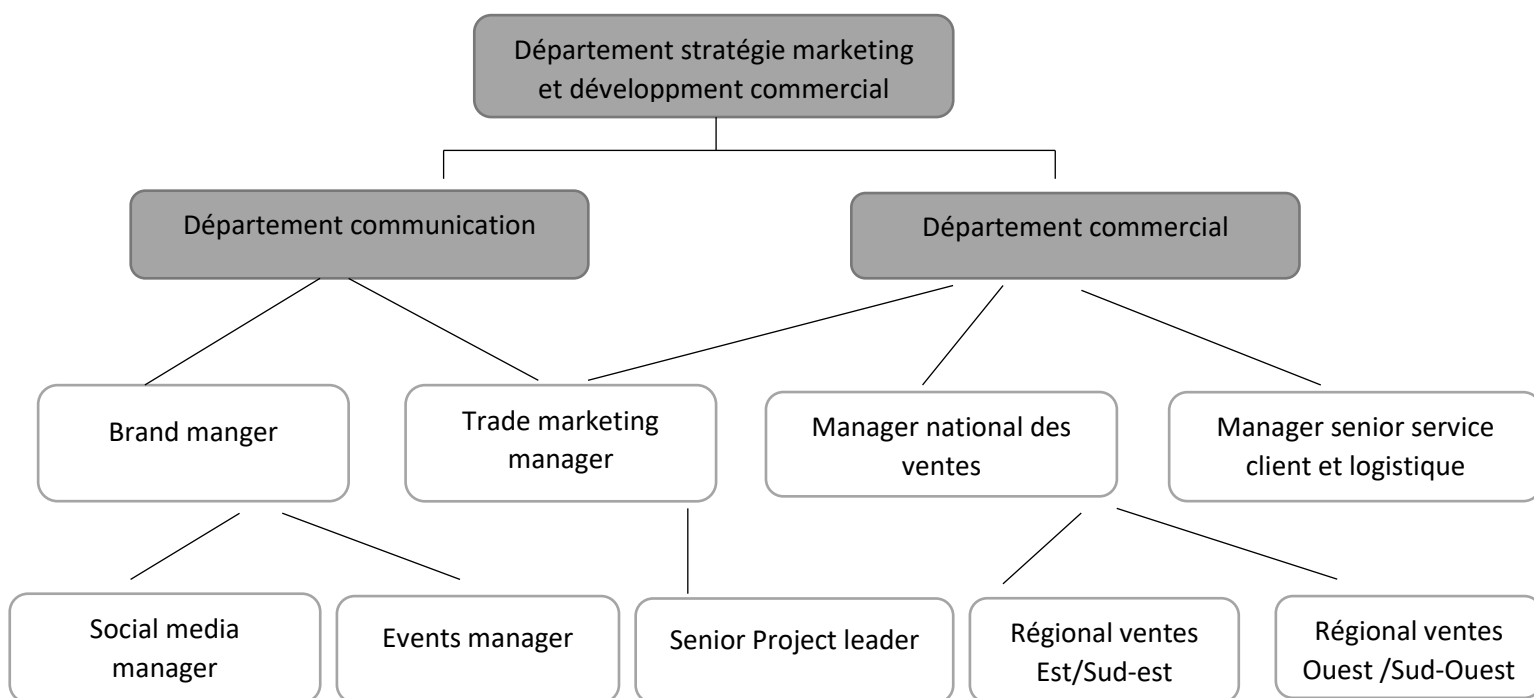 Département stratégie marketing
et développment commercial
Département communication
Département commercial
Brand manger
Trade marketing
manager
Manager national des
ventes
Manager senior service
client et logistique
Social media
manager
Events manager
Senior Project leader
Régional ventes
Est/Sud-est
Régional ventes
Ouest /Sud-Ouest